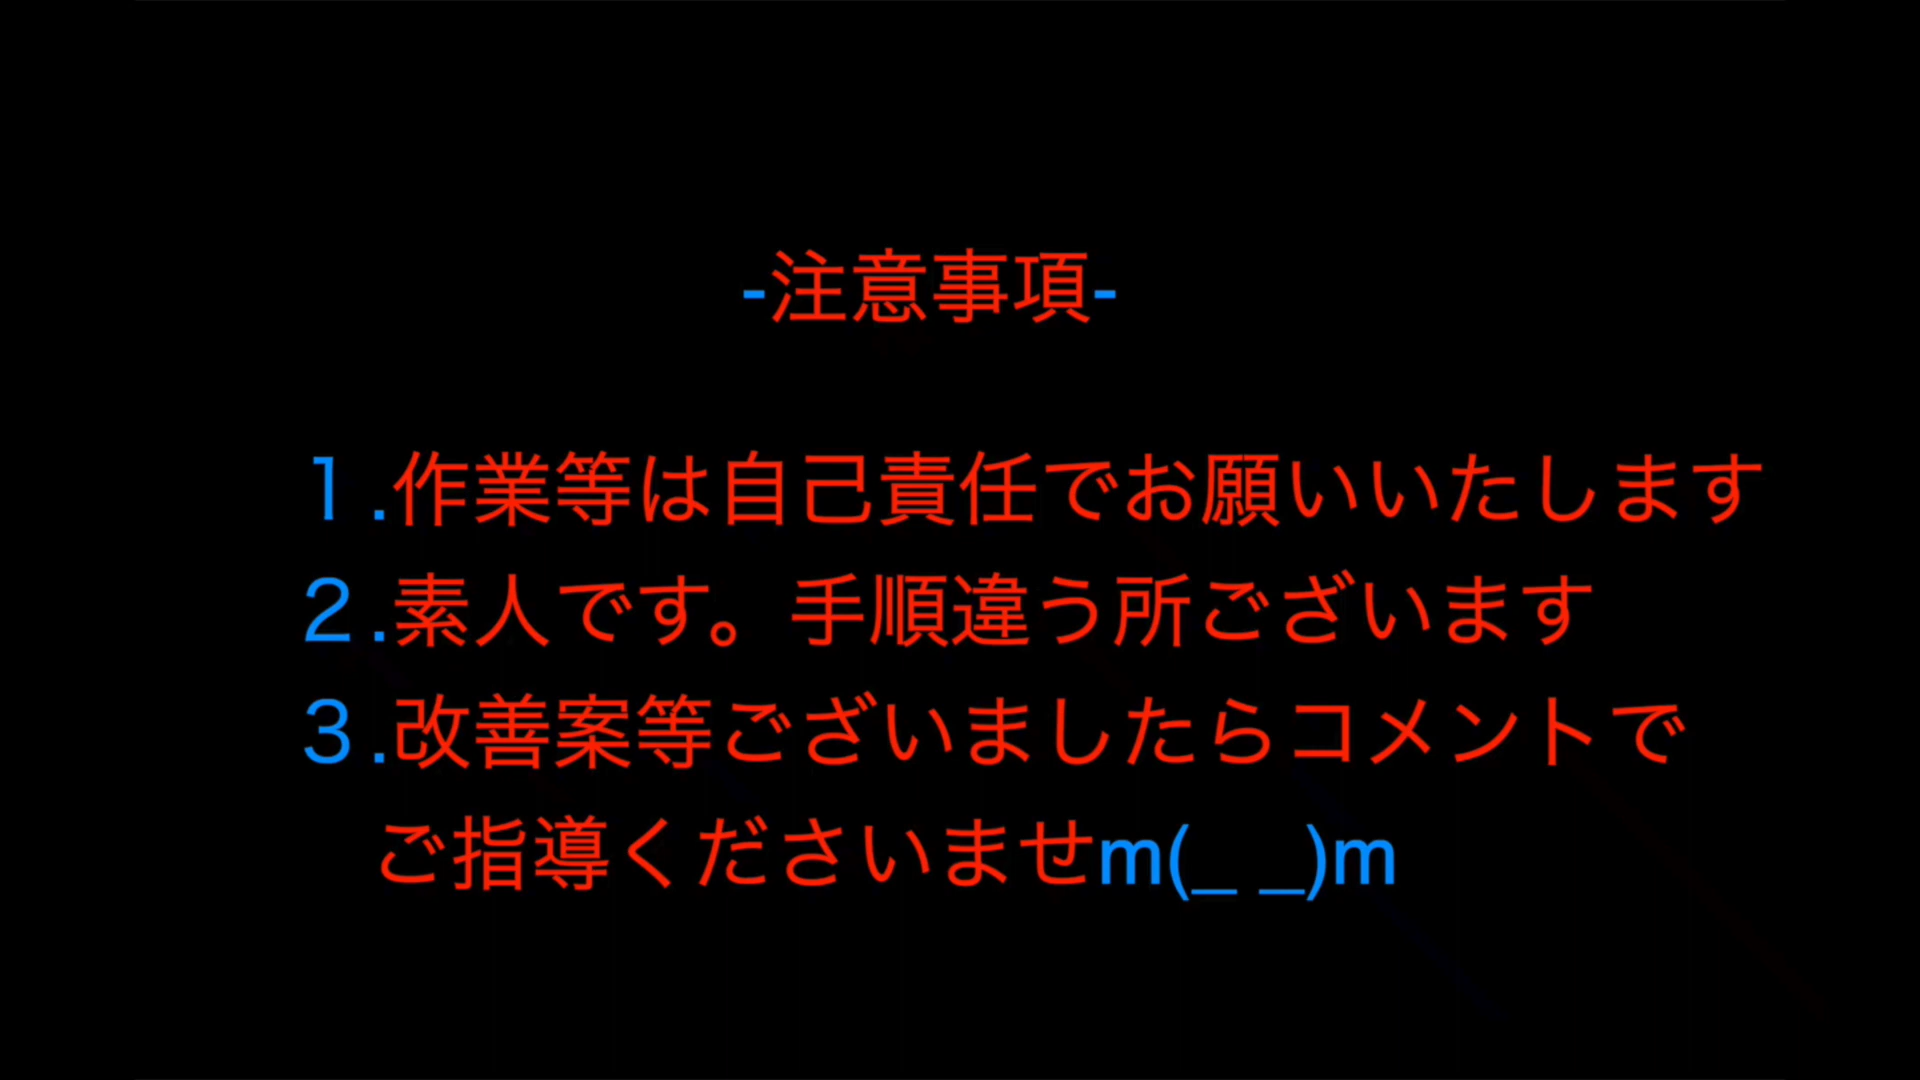 -注意事項-
１.作業等は自己責任でお願いいたします
２.素人です。手順違う所ございます
３.改善案等ございましたらコメントで
ご指導くださいませm(_ _)m